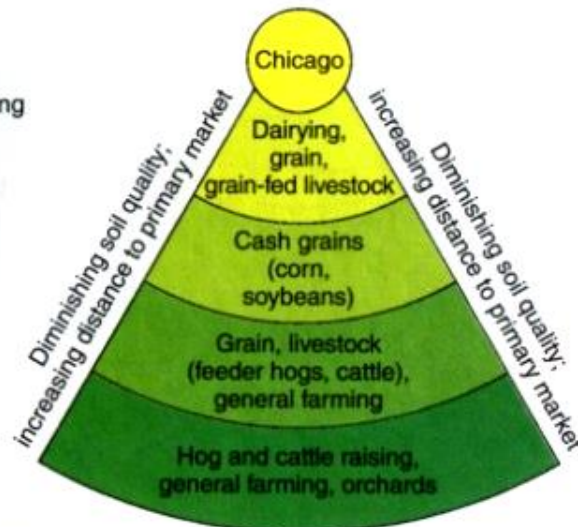 ng
Chicago
Dairying,
grain,
grain-fed livestock
Cash grains
(corn,
soybeans)
Grain, livestock
(feeder hogs, cattle),
general farming
Hog and cattle raising,
general farming, orchards
Diminishing soil quality;
increasing distance to primary market
Diminishing soil quality;
increasing distance to primary market